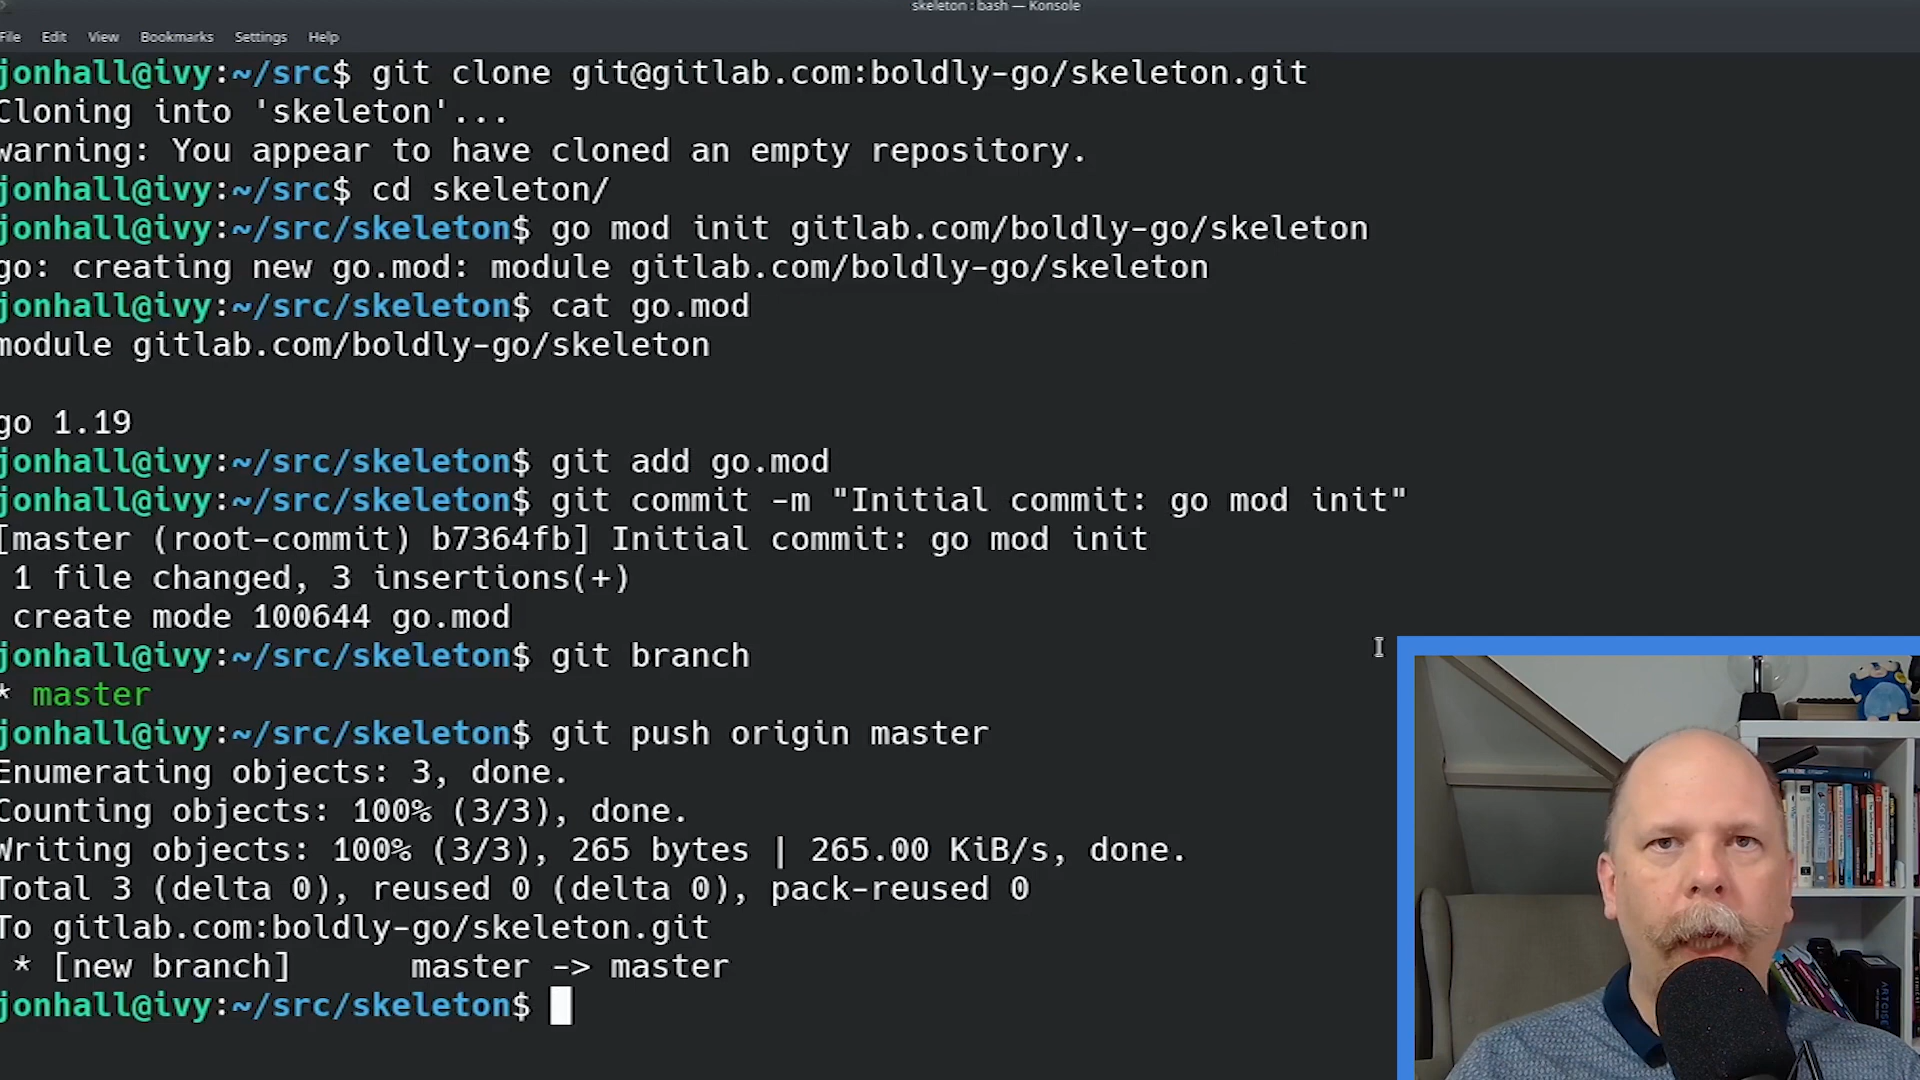 skeleton : bash — Konsole
File Edit View Bookmarks Settings Help
jonhall@ivy:~/src$ git clone git@gitlab.com:boldly-go/skeleton.git
Cloning into 'skeleton'...
warning: You appear to have cloned an empty repository.
jonhall@ivy:~/src$ cd skeleton/
jonhall@ivy:~/src/skeleton$ go mod init gitlab.com/boldly-go/skeleton
go: creating new go.mod: module gitlab.com/boldly-go/skeleton
jonhall@ivy:~/src/skeleton$ cat go.mod
module gitlab.com/boldly-go/skeleton
go 1.19
jonhall@ivy:~/src/skeleton$ git add go.mod
jonhall@ivy:~/src/skeleton$ git commit -m "Initial commit: go mod init"
[master (root-commit) b7364fb] Initial commit: go mod init
1 file changed, 3 insertions(+)
create mode 100644 go.mod
jonhall@ivy:~/src/skeleton$ git branch
* master
jonhall@ivy:~/src/skeleton$ git push origin master
Enumerating objects: 3, done.
Counting objects: 100% (3/3), done.
Writing objects: 100% (3/3), 265 bytes | 265.00 KiB/s, done.
Total 3 (delta 0), reused 0 (delta 0), pack-reused 0
To gitlab.com:boldly-go/skeleton.git
* [new branch] master -> master
jonhall@ivy:~/src/skeleton$